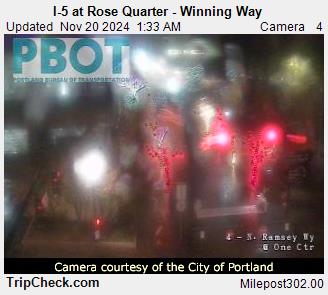 I-5 at Rose Quarter - Winning Way
Updated Nov 20 2024 1:33 AM Camera 4
PBOT
PORTLAND BUREAU OF TRANSPORTATION
4 - N. Ramsey Wy
@ One Ctr
Camera courtesy of the City of Portland
TripCheck.com Milepost302.00